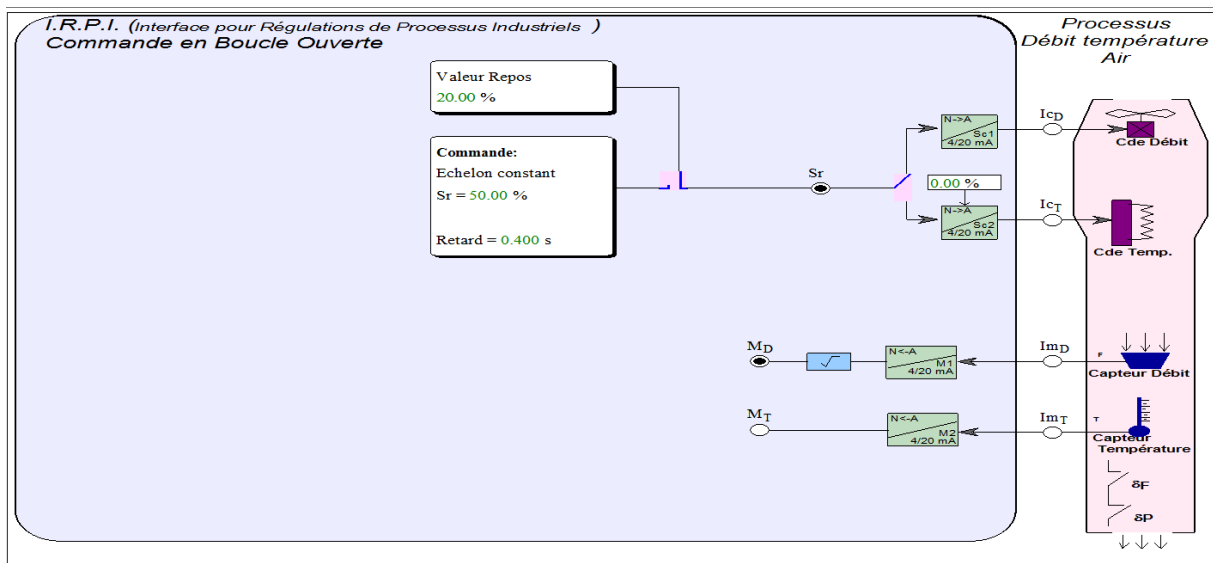 I.R.P.I. (Interface pour Régulations de Processus Industriels )
Commande en Boucle Ouverte
Processus
Débit température
Air
Valeur Repos
20.00 %
Commande:
Echelon constant
Sr = 50.00 %
Retard = 0.400 s
Sr
N->A
Sc1
4/20 mA
IcD
Cde Débit
0.00 %
N->A
Sc2
4/20 mA
IcT
Cde Temp.
MD
√
N<-A
M1
4/20 mA
ImD
F
Capteur Débit
MT
N<-A
M2
4/20 mA
ImT
T
Capteur
Température
δF
δP